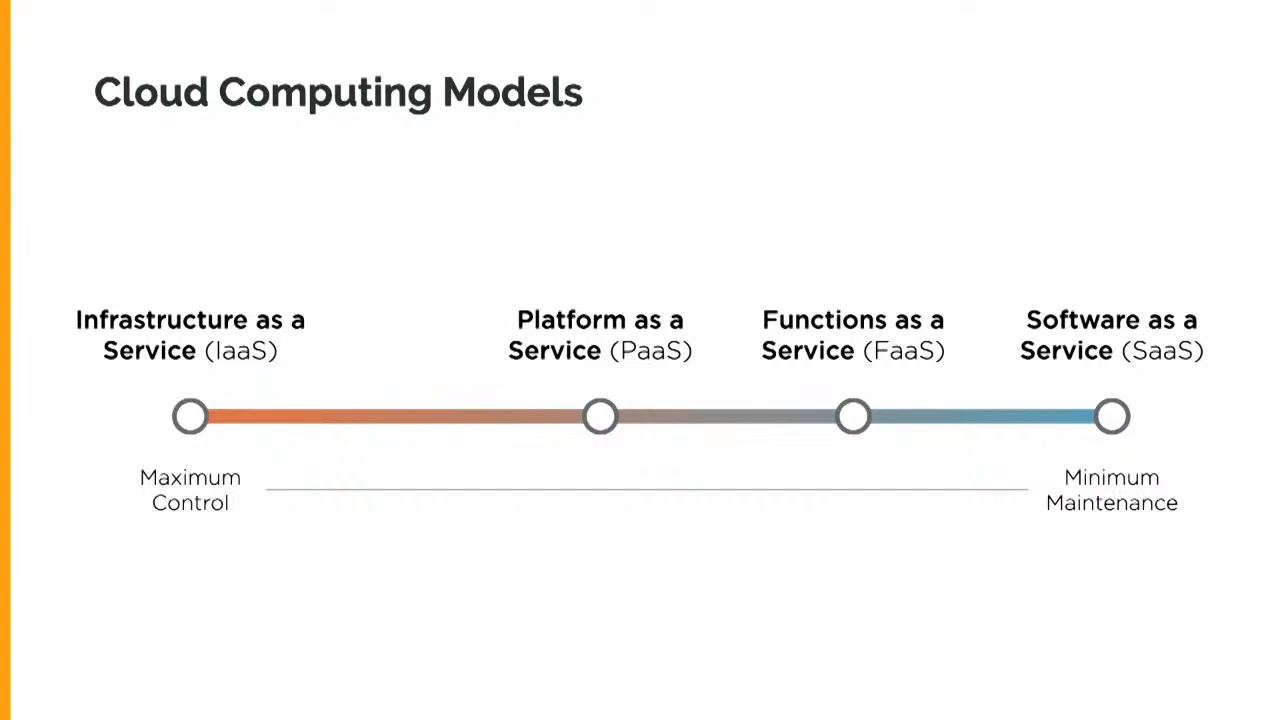 Cloud Computing Models
Infrastructure as a
Service (IaaS)
Platform as a
Service (PaaS)
Functions as a
Service (FaaS)
Software as a
Service (SaaS)
Maximum
Control
Minimum
Maintenance